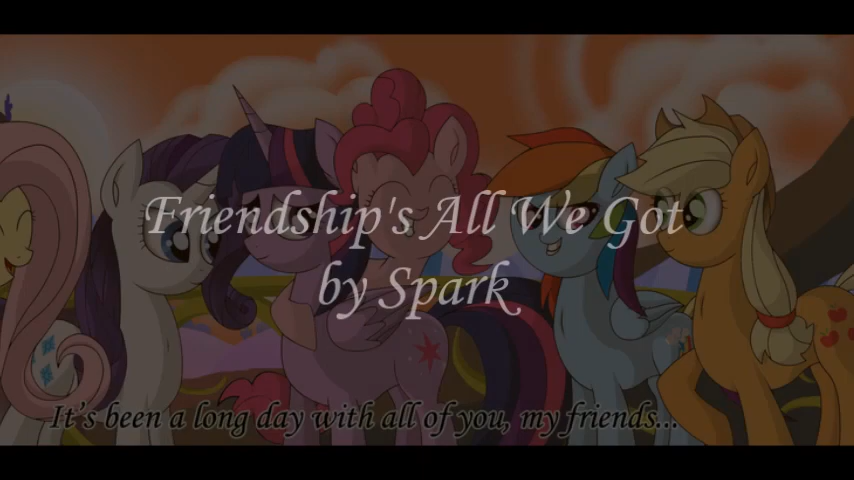 Friendship's All We Got
by Spark
It's been a long day with all of you, my friends...